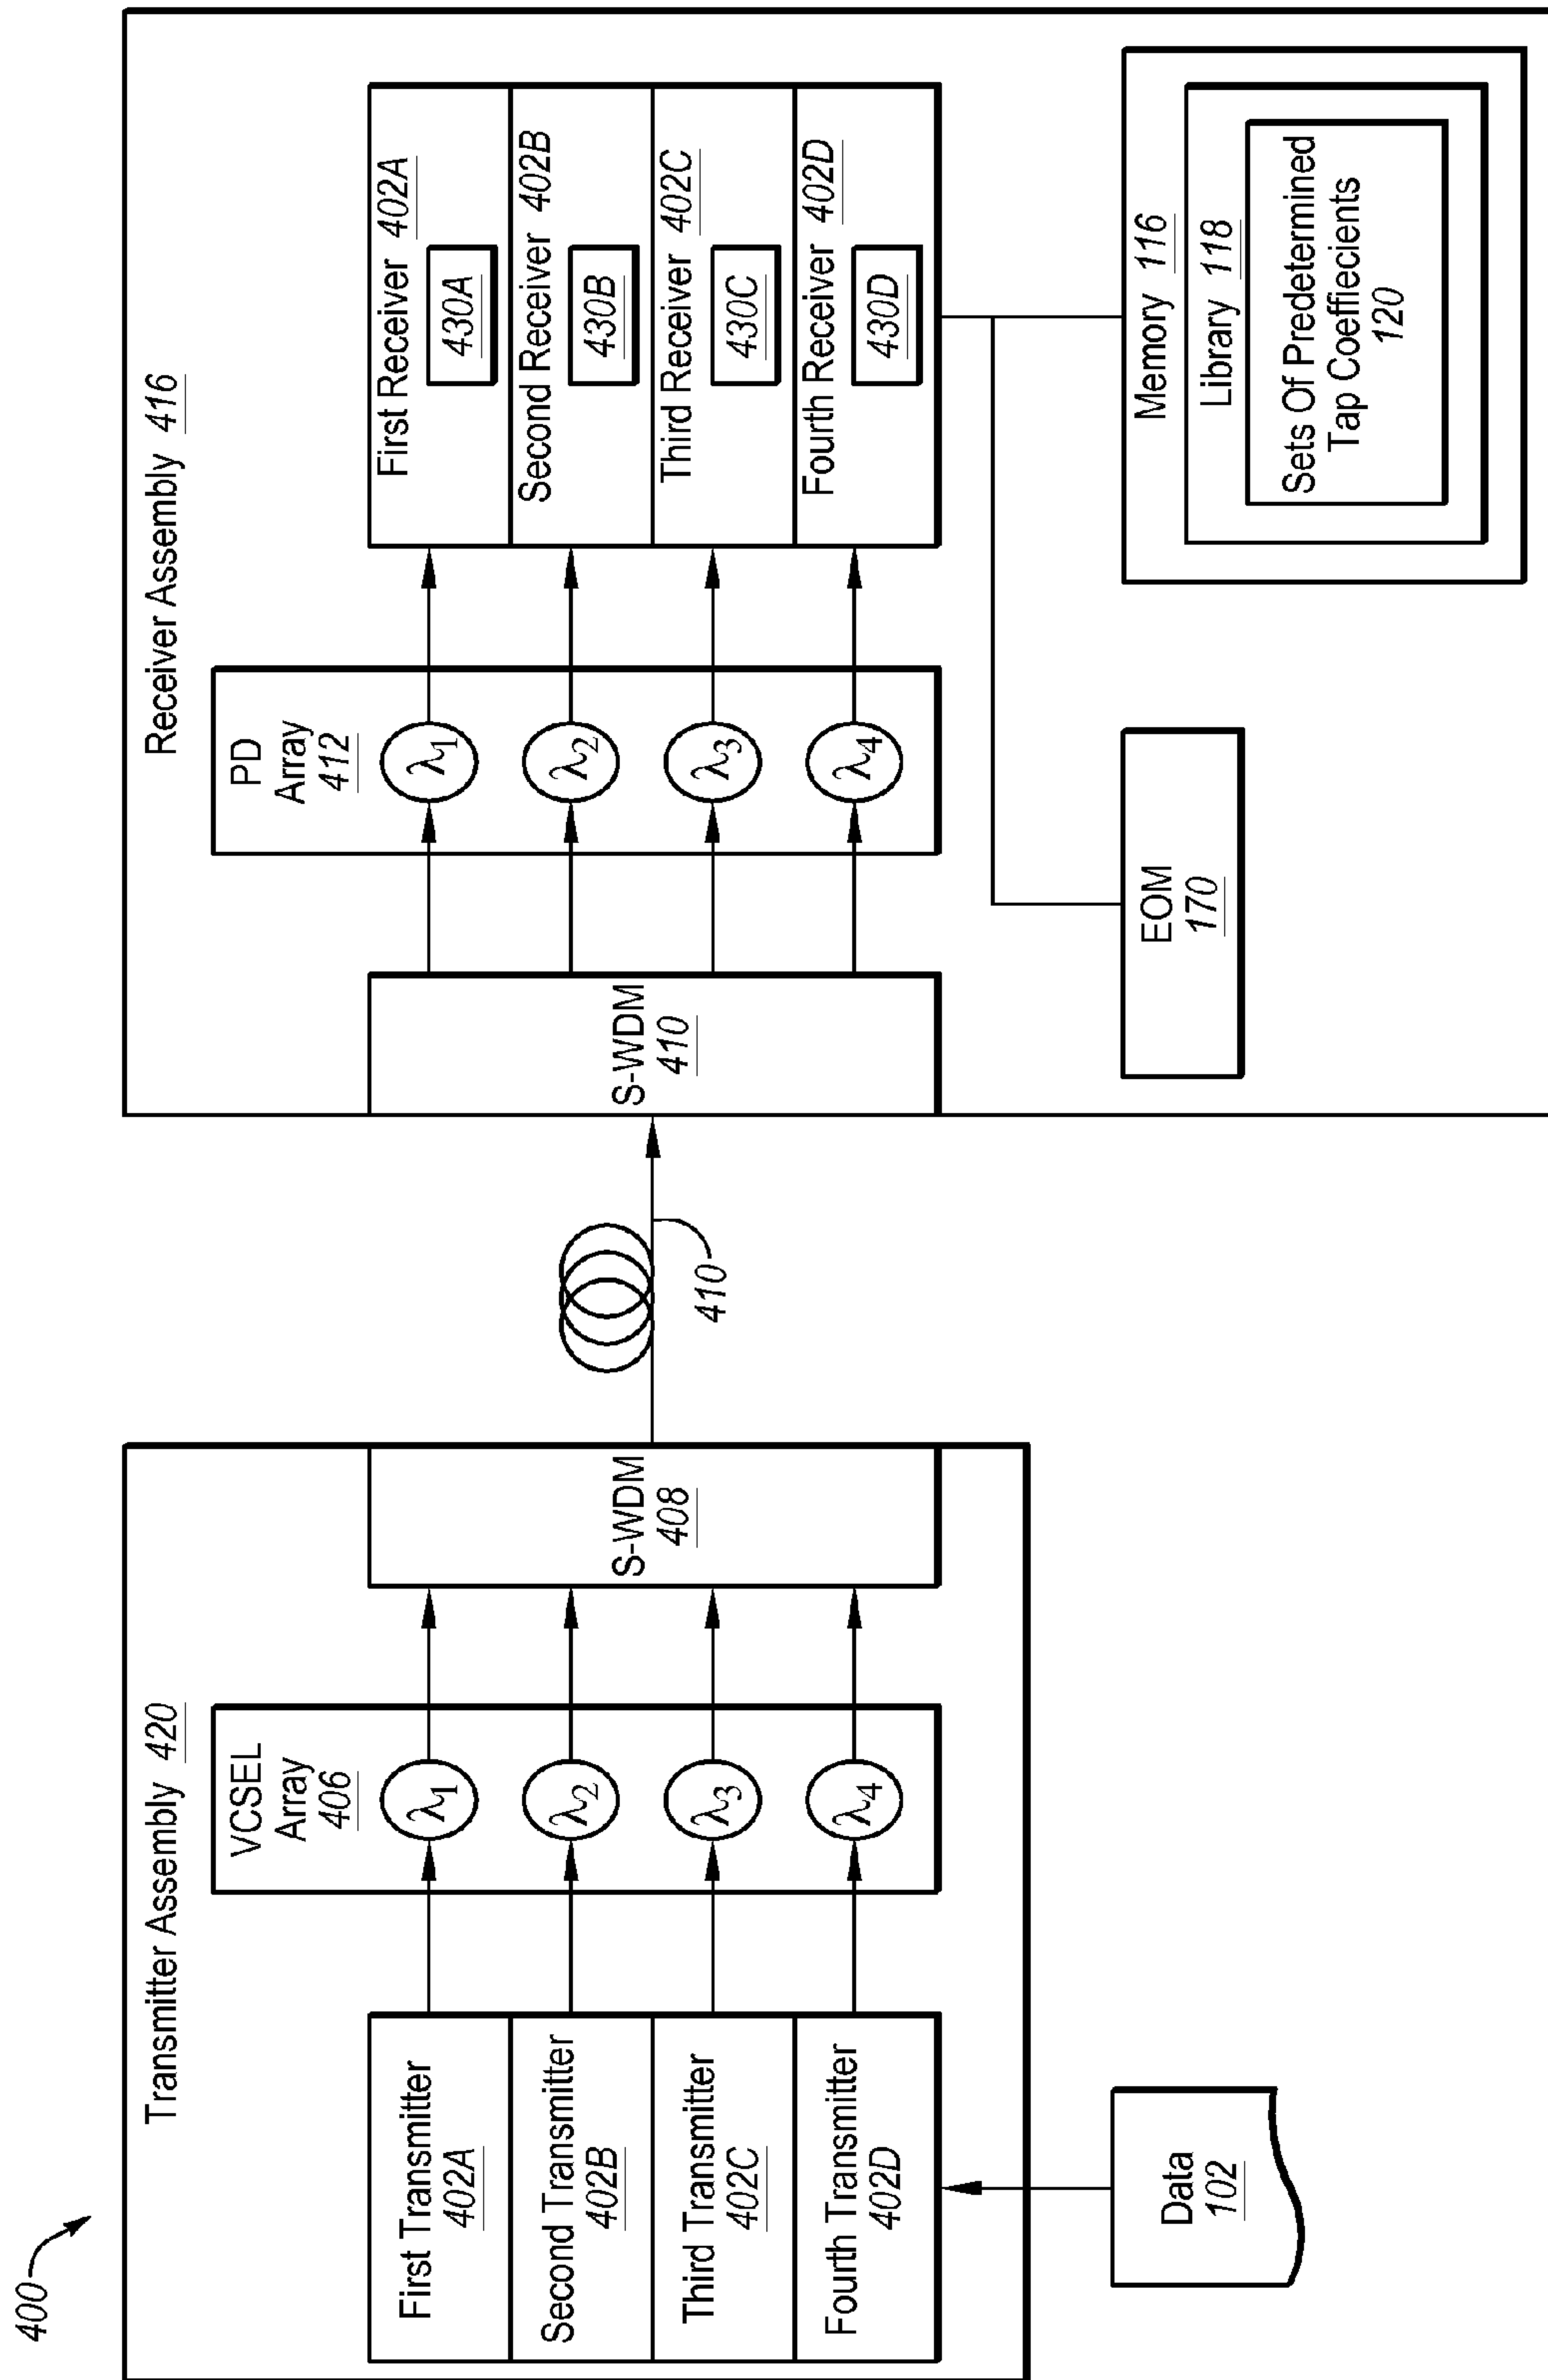 400
Transmitter Assembly 420
First Transmitter
402A
Second Transmitter
402B
Third Transmitter
402C
Fourth Transmitter
402D
VCSEL
Array
406
λ1
λ2
λ3
λ4
S-WDM
408
Data
102
410
Receiver Assembly 416
S-WDM
410
PD
Array
412
λ1
λ2
λ3
λ4
First Receiver 402A
430A
Second Receiver 402B
430B
Third Receiver 402C
430C
Fourth Receiver 402D
430D
EOM
170
Memory 116
Library 118
Sets Of Predetermined
Tap Coeffiecients
120